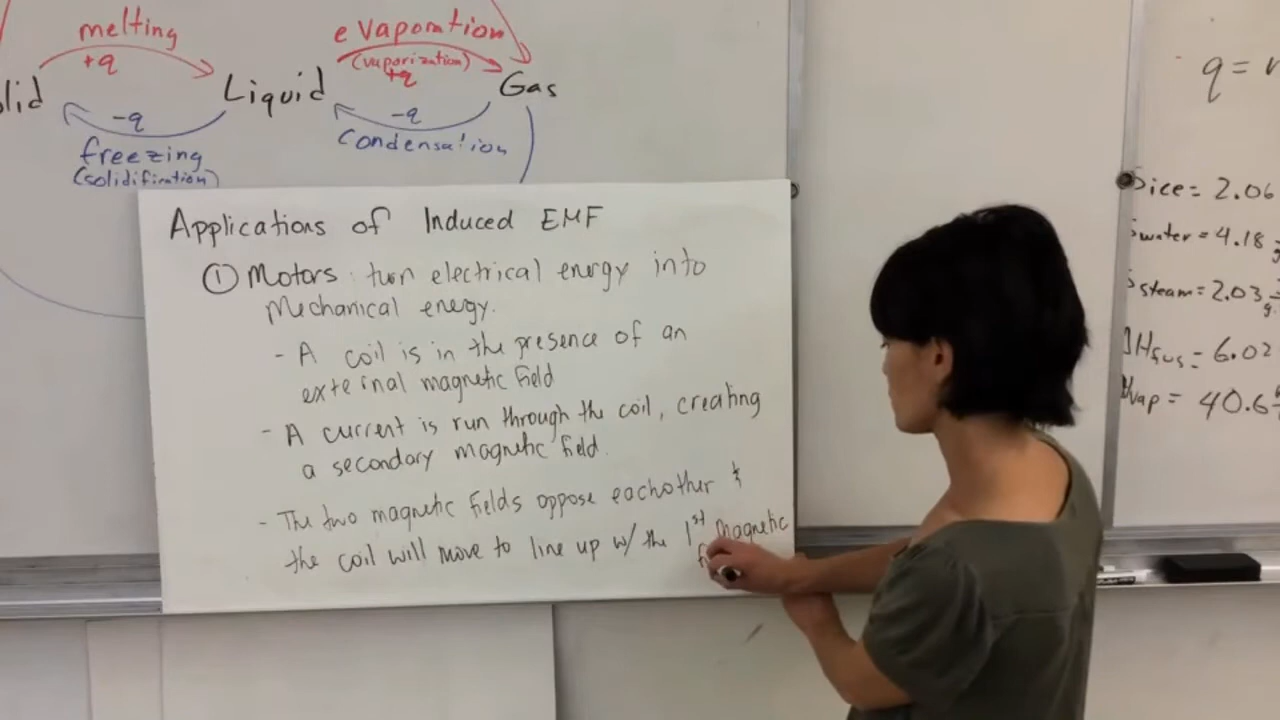 melting
+q
evaporation
(vaporization)
+q
Liquid
Gas
-q
freezing
(solidification)
-q
Condensation
Applications of Induced EMF
① Motors: turn electrical energy into
Mechanical energy.
- A coil is in the presence of an
external magnetic field
- A current is run through the coil, creating
a secondary magnetic field.
- The two magnetic fields oppose eachother &
the coil will move to line up w/ the 1st Magnetic
q =
ice = 2.06
water = 4.18
steam = 2.03
ΔHfus = 6.02
vap = 40.6